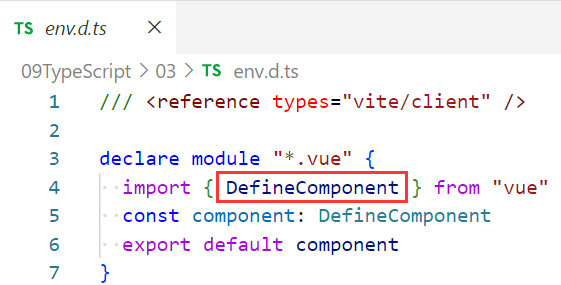 TS env.d.ts ×
09TypeScript > 03 > TS env.d.ts
1 /// <reference types="vite/client" />
2
3 declare module "*.vue" {
4   import { DefineComponent } from "vue"
5   const component: DefineComponent
6   export default component
7 }